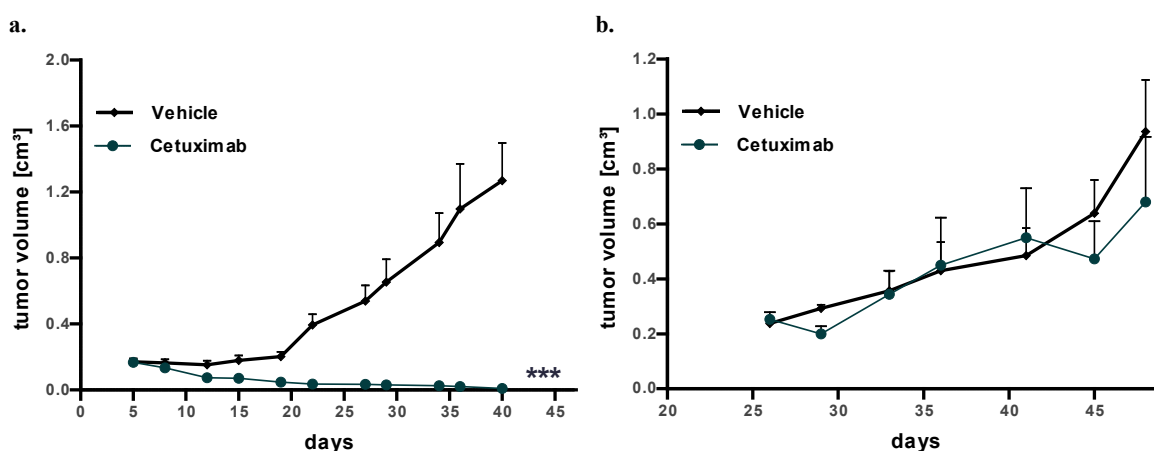 a.
tumor volume [cm³]
2.0
1.6
1.2
0.8
0.4
0.0
Vehicle
Cetuximab
***
0 5 10 15 20 25 30 35 40 45
days
b.
tumor volume [cm³]
1.2
1.0
0.8
0.6
0.4
0.2
0.0
Vehicle
Cetuximab
20 25 30 35 40 45
days